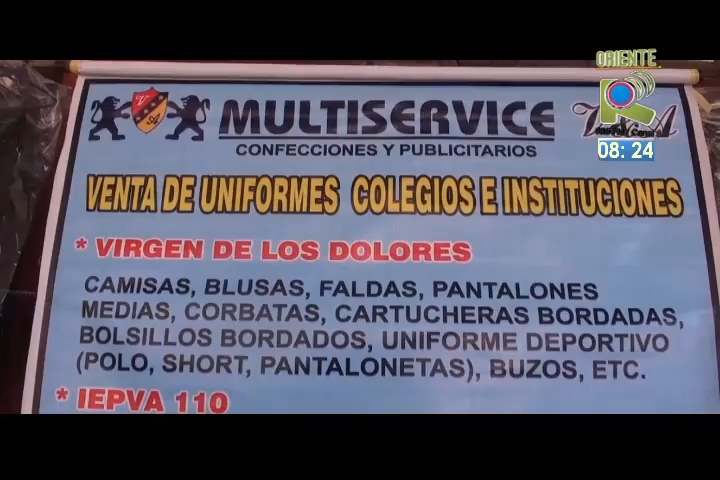 ORIENTE
08: 24
MULTISERVICE
CONFECCIONES Y PUBLICITARIOS
VENTA DE UNIFORMES COLEGIOS E INSTITUCIONES
* VIRGEN DE LOS DOLORES
CAMISAS, BLUSAS, FALDAS, PANTALONES
MEDIAS, CORBATAS, CARTUCHERAS BORDADAS,
BOLSILLOS BORDADOS, UNIFORME DEPORTIVO
(POLO, SHORT, PANTALONETAS), BUZOS, ETC.
* IEPVA 110